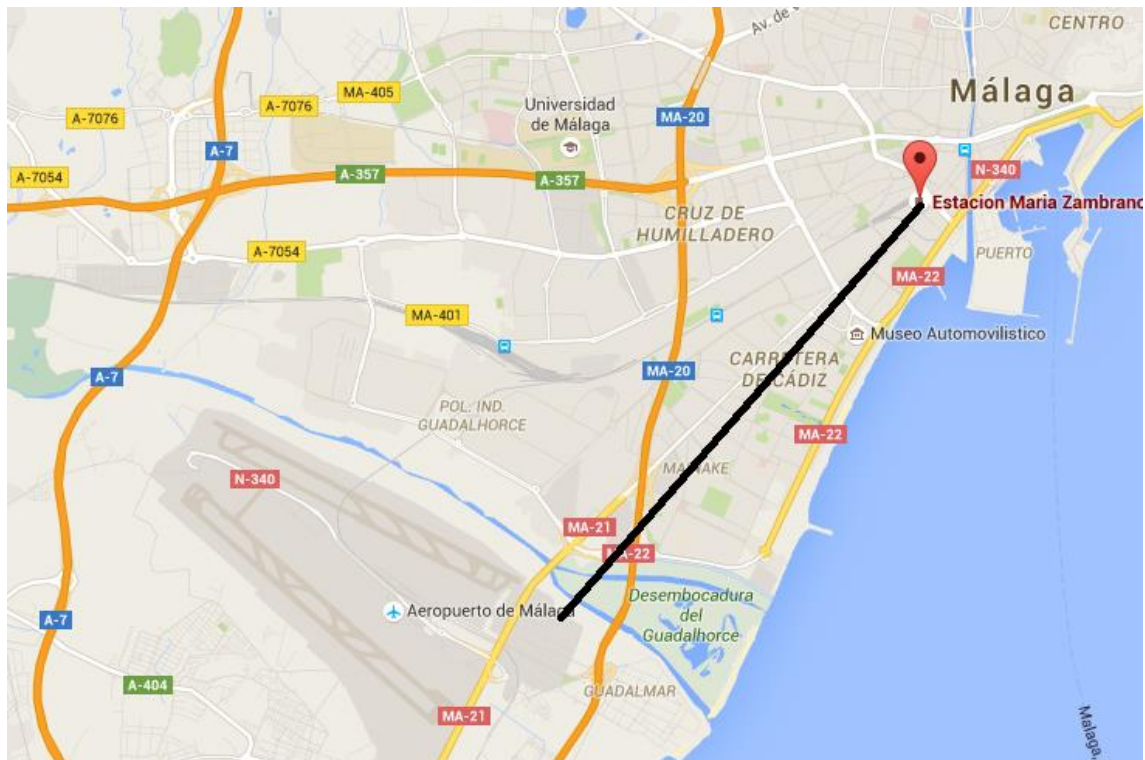 CENTRO
Av. de
MA-405
A-7076
A-7076
Universidad
de Málaga
MA-20
Málaga
A-7
A-7054
A-357
A-357
N-340
Estacion Maria Zambrano
CRUZ DE
HUMILLADERO
A-7054
PUERTO
MA-22
MA-401
Museo Automovilistico
A-7
MA-20
CARRETERA
DE CÁDIZ
POL. IND.
GUADALHORCE
MA-22
N-340
MA-21
MA-22
Desembocadura
del
Guadalhorce
Aeropuerto de Málaga
A-7
A-404
GUADALMAR
MA-21
Malaga,